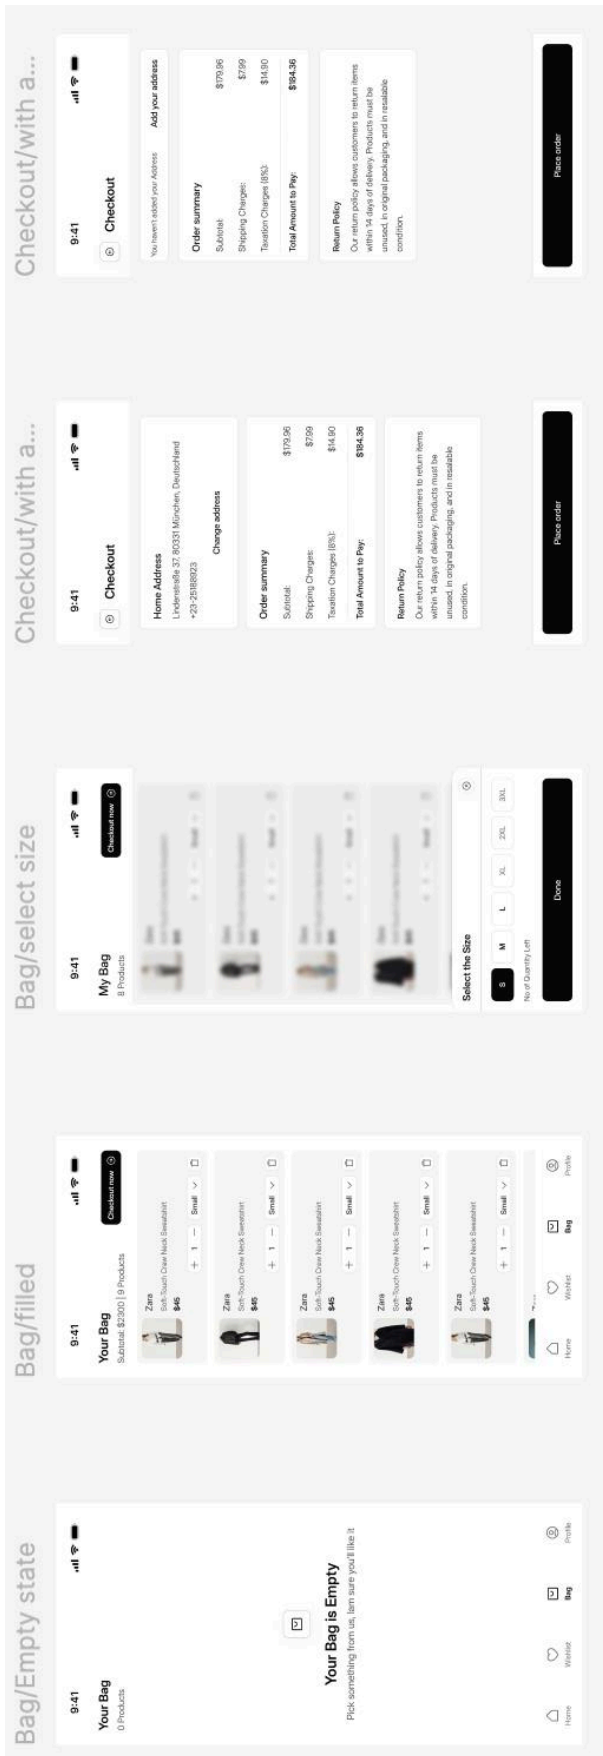 Bag/Empty state
9:41
Your Bag
0 Products
Your Bag is Empty
Pick something from us, Iam sure you'll like it
Home
Wishlist
Bag
Profile
Bag/filled
9:41
Your Bag
Subtotal: $2300 | 9 Products
Checkout now
Zara
Soft-Touch Crew Neck Sweatshirt
$45
+ 1 − Small
Zara
Soft-Touch Crew Neck Sweatshirt
$45
+ 1 − Small
Zara
Soft-Touch Crew Neck Sweatshirt
$45
+ 1 − Small
Zara
Soft-Touch Crew Neck Sweatshirt
$45
+ 1 − Small
Zara
Soft-Touch Crew Neck Sweatshirt
$45
+ 1 − Small
Home
Wishlist
Bag
Profile
Bag/select size
9:41
My Bag
8 Products
Checkout now
Select the Size
S M L XL 2XL 3XL
No of Quantity Left
Done
Checkout/with a...
9:41
Checkout
Home Address
Lindenstraße 37, 80331 München, Deutschland
+23-25188923
Change address
Order summary
Subtotal: $179.96
Shipping Charges: $7.99
Taxation Charges (8%): $14.90
Total Amount to Pay: $184.36
Return Policy
Our return policy allows customers to return items
within 14 days of delivery. Products must be
unused, in original packaging, and in resalable
condition.
Place order
Checkout/with a...
9:41
Checkout
You haven't added your Address Add your address
Order summary
Subtotal: $179.96
Shipping Charges: $7.99
Taxation Charges (8%): $14.90
Total Amount to Pay: $184.36
Return Policy
Our return policy allows customers to return items
within 14 days of delivery. Products must be
unused, in original packaging, and in resalable
condition.
Place order